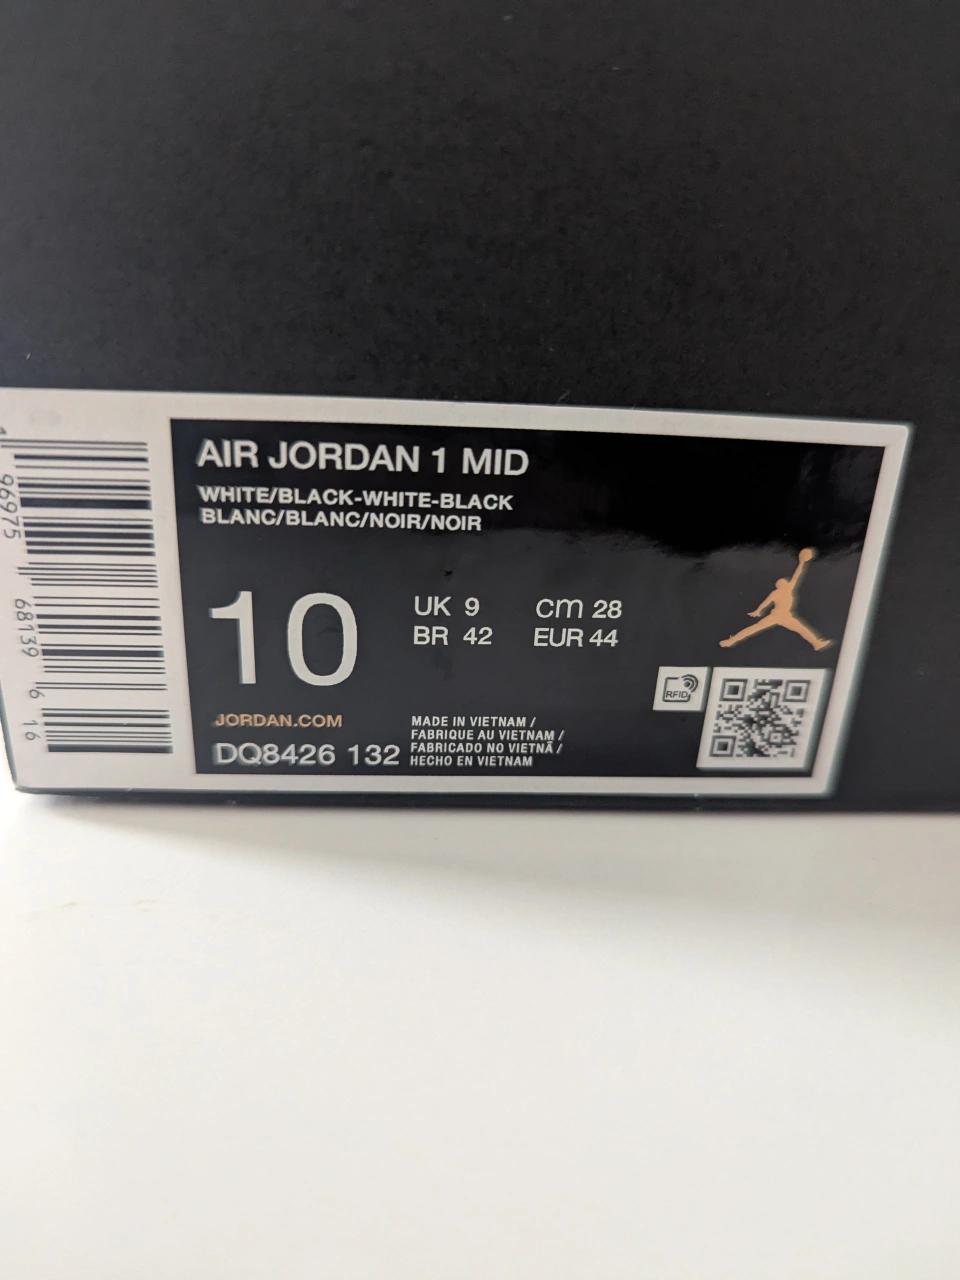 AIR JORDAN 1 MID
WHITE/BLACK-WHITE-BLACK
BLANC/BLANC/NOIR/NOIR
10
UK 9 cm 28
BR 42 EUR 44
RFID
JORDAN.COM
DQ8426 132
MADE IN VIETNAM /
FABRIQUE AU VIETNAM /
FABRICADO NO VIETNÃ /
HECHO EN VIETNAM
1 96975 68139 6 16